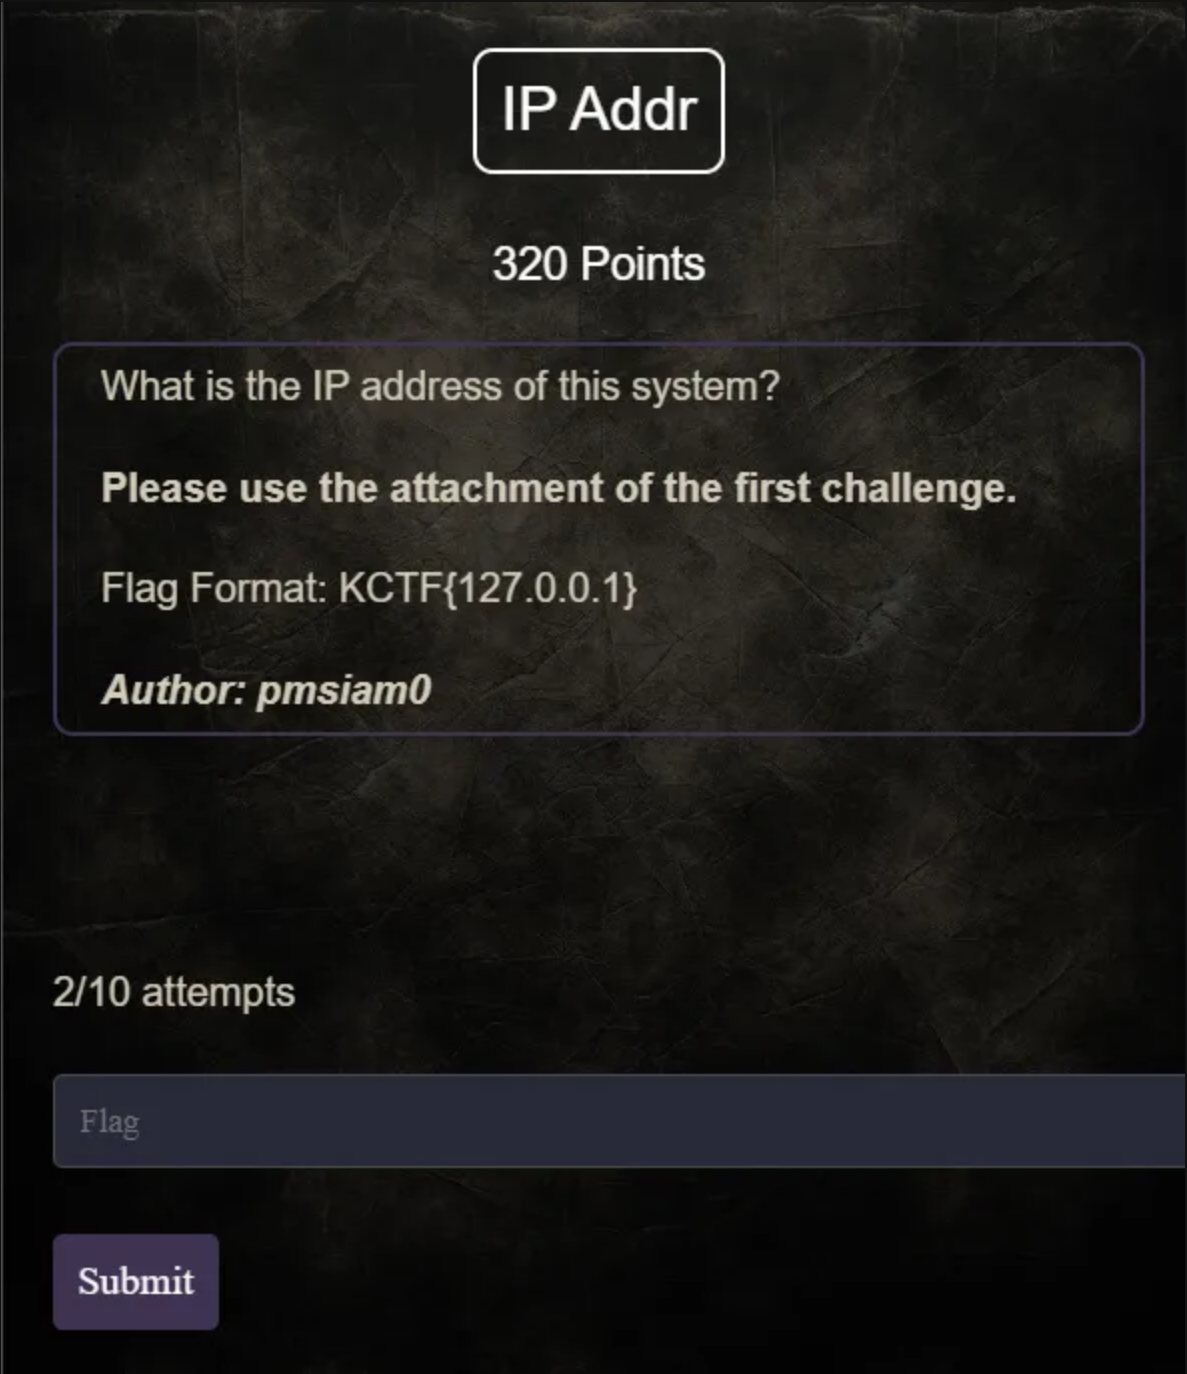 IP Addr
320 Points
What is the IP address of this system?
Please use the attachment of the first challenge.
Flag Format: KCTF{127.0.0.1}
Author: pmsiam0
2/10 attempts
Flag
Submit